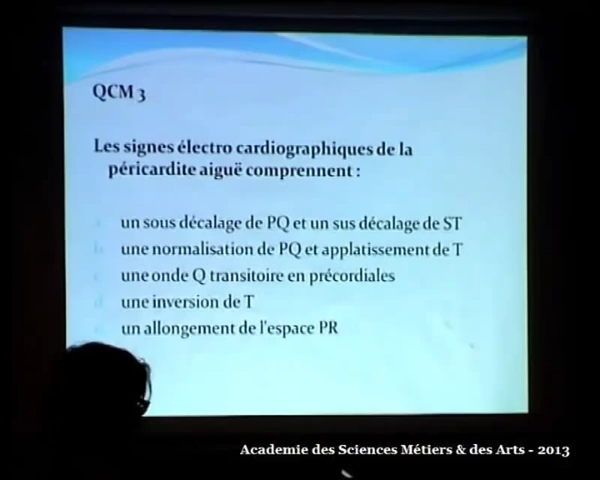 QCM 3
Les signes électro cardiographiques de la
péricardite aiguë comprennent :
un sous décalage de PQ et un sus décalage de ST
une normalisation de PQ et applatissement de T
une onde Q transitoire en précordiales
une inversion de T
un allongement de l'espace PR
Academie des Sciences Métiers & des Arts - 2013